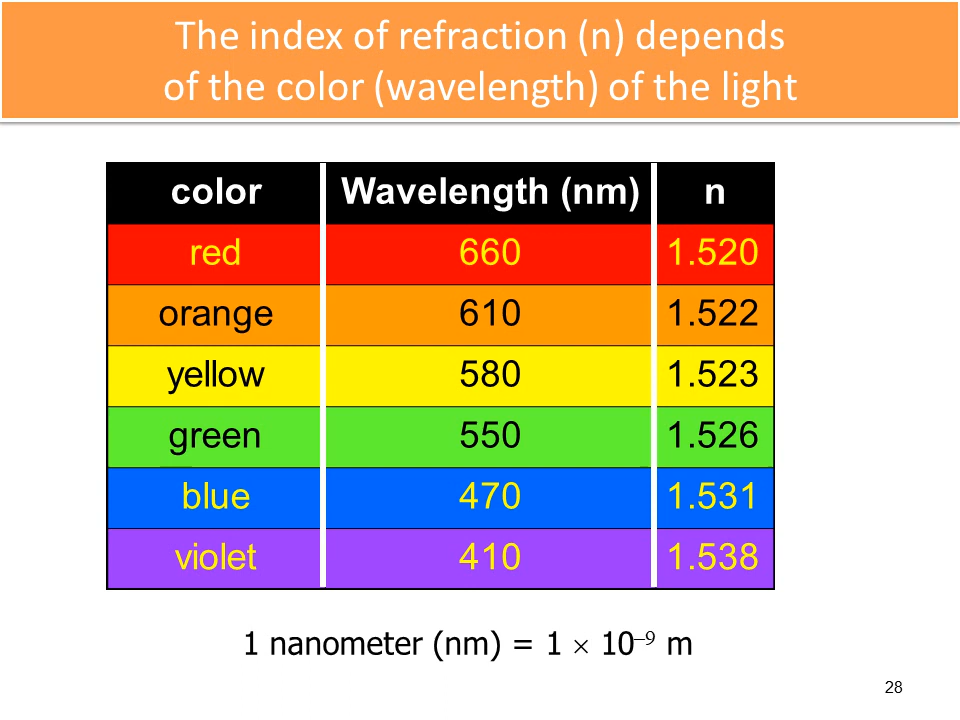 The index of refraction (n) depends
of the color (wavelength) of the light
color Wavelength (nm) n
red 660 1.520
orange 610 1.522
yellow 580 1.523
green 550 1.526
blue 470 1.531
violet 410 1.538
1 nanometer (nm) = 1 × 10⁻⁹ m
28